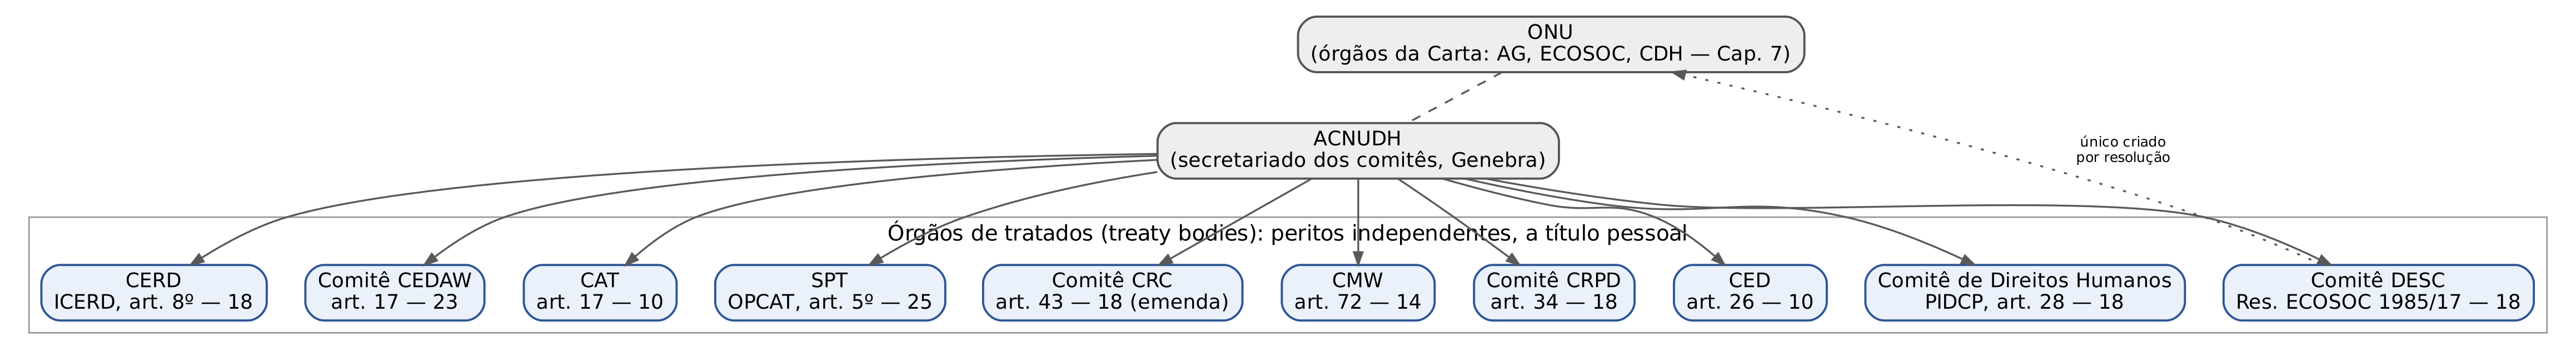 ONU
(órgãos da Carta: AG, ECOSOC, CDH — Cap. 7)
ACNUDH
(secretariado dos comitês, Genebra)
único criado
por resolução
Órgãos de tratados (treaty bodies): peritos independentes, a título pessoal
CERD
ICERD, art. 8º — 18
Comitê CEDAW
art. 17 — 23
CAT
art. 17 — 10
SPT
OPCAT, art. 5º — 25
Comitê CRC
art. 43 — 18 (emenda)
CMW
art. 72 — 14
Comitê CRPD
art. 34 — 18
CED
art. 26 — 10
Comitê de Direitos Humanos
PIDCP, art. 28 — 18
Comitê DESC
Res. ECOSOC 1985/17 — 18